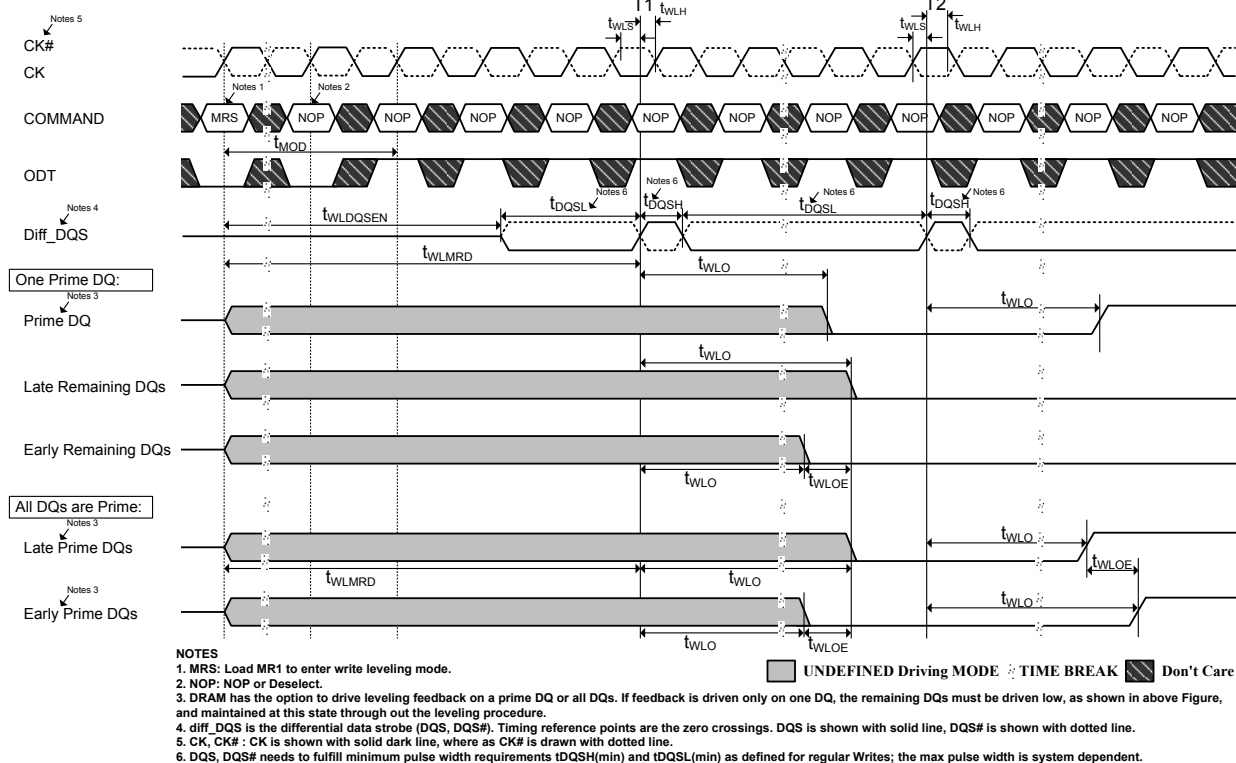 T1 T2
tWLS tWLH tWLS tWLH
Notes 5
CK#
CK
Notes 1 Notes 2
COMMAND MRS NOP NOP NOP NOP NOP NOP NOP NOP NOP NOP NOP
tMOD
ODT
Notes 6 Notes 6 Notes 6 Notes 6
tDQSL tDQSH tDQSL tDQSH
Notes 4
tWLDQSEN
Diff_DQS
tWLMRD
tWLO
One Prime DQ:
Notes 3
tWLO
Prime DQ
tWLO
Late Remaining DQs
Early Remaining DQs
tWLO tWLOE
All DQs are Prime:
Notes 3
tWLO
Late Prime DQs
tWLOE
tWLMRD tWLO
Notes 3
tWLO
Early Prime DQs
tWLO tWLOE
NOTES
1. MRS: Load MR1 to enter write leveling mode.
UNDEFINED Driving MODE TIME BREAK Don't Care
2. NOP: NOP or Deselect.
3. DRAM has the option to drive leveling feedback on a prime DQ or all DQs. If feedback is driven only on one DQ, the remaining DQs must be driven low, as shown in above Figure,
and maintained at this state through out the leveling procedure.
4. diff_DQS is the differential data strobe (DQS, DQS#). Timing reference points are the zero crossings. DQS is shown with solid line, DQS# is shown with dotted line.
5. CK, CK# : CK is shown with solid dark line, where as CK# is drawn with dotted line.
6. DQS, DQS# needs to fulfill minimum pulse width requirements tDQSH(min) and tDQSL(min) as defined for regular Writes; the max pulse width is system dependent.